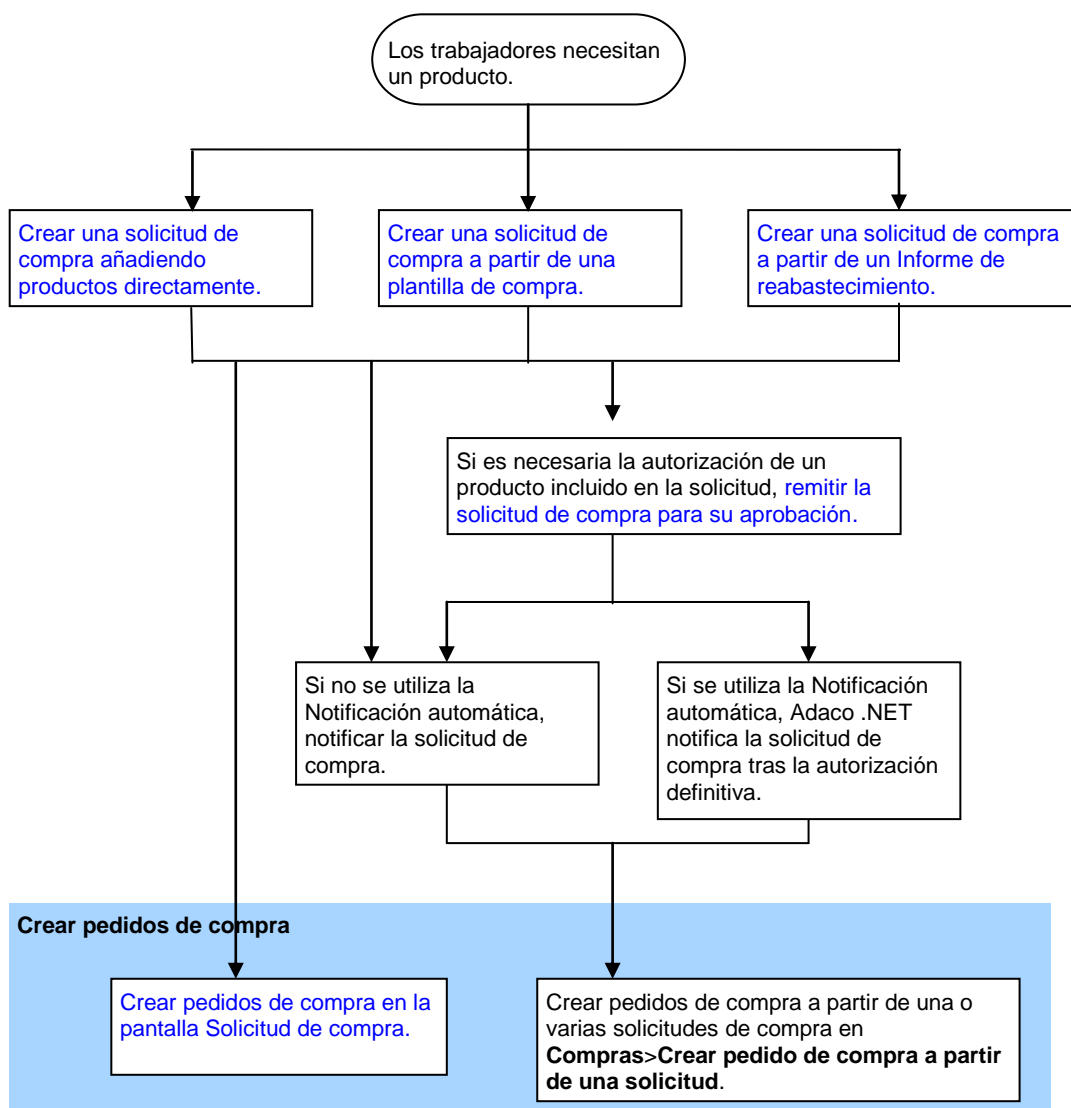 Los trabajadores necesitan
un producto.
Crear una solicitud de
compra añadiendo
productos directamente.
Crear una solicitud de
compra a partir de una
plantilla de compra.
Crear una solicitud de compra
a partir de un Informe de
reabastecimiento.
Si es necesaria la autorización de un
producto incluido en la solicitud, remitir la
solicitud de compra para su aprobación.
Si no se utiliza la
Notificación automática,
notificar la solicitud de
compra.
Si se utiliza la Notificación
automática, Adaco .NET
notifica la solicitud de
compra tras la autorización
definitiva.
Crear pedidos de compra
Crear pedidos de compra en la
pantalla Solicitud de compra.
Crear pedidos de compra a partir de una o
varias solicitudes de compra en
Compras>Crear pedido de compra a partir
de una solicitud.